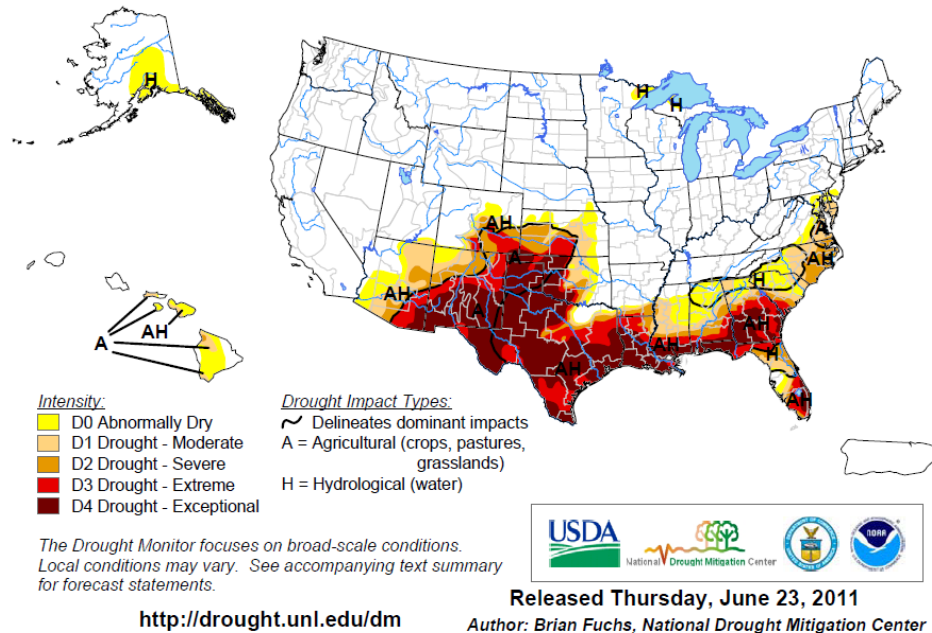 H
H
H
A
AH
AH
A
H
AH
A
A
AH
AH
AH
H
AH
AH
A
AH
Intensity:
D0 Abnormally Dry
D1 Drought - Moderate
D2 Drought - Severe
D3 Drought - Extreme
D4 Drought - Exceptional
Drought Impact Types:
Delineates dominant impacts
A = Agricultural (crops, pastures,
grasslands)
H = Hydrological (water)
The Drought Monitor focuses on broad-scale conditions.
Local conditions may vary. See accompanying text summary
for forecast statements.
http://drought.unl.edu/dm
USDA
National Drought Mitigation Center
NOAA
Released Thursday, June 23, 2011
Author: Brian Fuchs, National Drought Mitigation Center